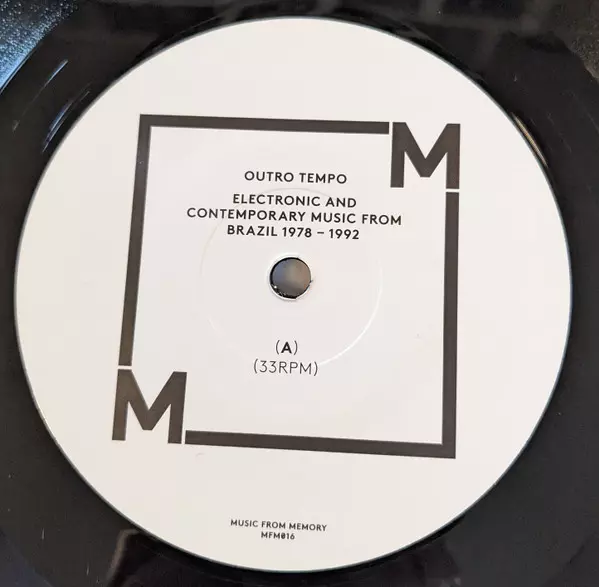 M
OUTRO TEMPO
ELECTRONIC AND
CONTEMPORARY MUSIC FROM
BRAZIL 1978 – 1992
(A)
(33RPM)
M
MUSIC FROM MEMORY
MFM016